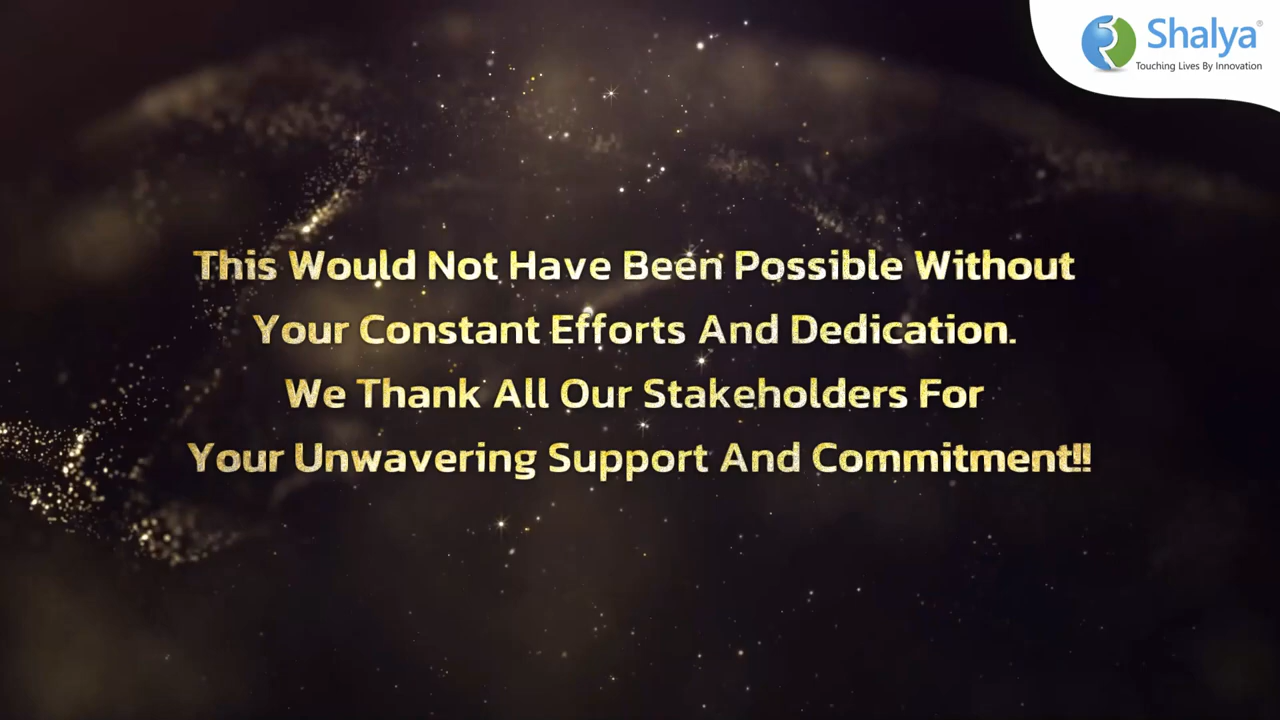 Shalya®
Touching Lives By Innovation
This Would Not Have Been Possible Without
Your Constant Efforts And Dedication.
We Thank All Our Stakeholders For
Your Unwavering Support And Commitment!!